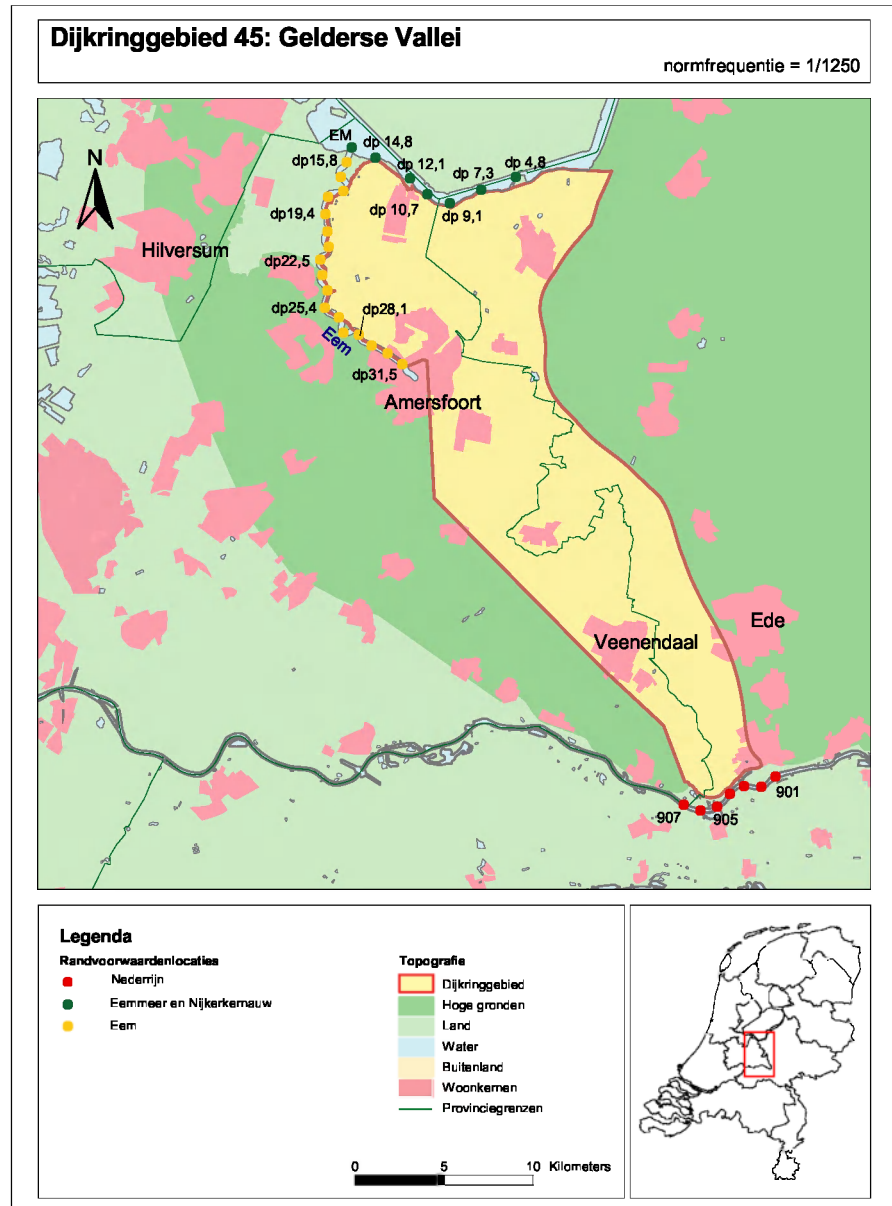 Dijkringgebied 45: Gelderse Vallei
normfrequentie = 1/1250
N
EM
dp 14,8
dp15,8
dp 12,1
dp 7,3
dp 4,8
dp 10,7
dp 9,1
dp19,4
Hilversum
dp22,5
dp25,4
dp28,1
Eem
dp31,5
Amersfoort
Veenendaal
Ede
901
907
905
Legenda
Randvoorwaardenlocaties
Nederrijn
Eemmeer en Nijkerkernauw
Eem
Topografie
Dijkringgebied
Hoge gronden
Land
Water
Buitenland
Woonkernen
Provinciegrenzen
0 5 10 Kilometers